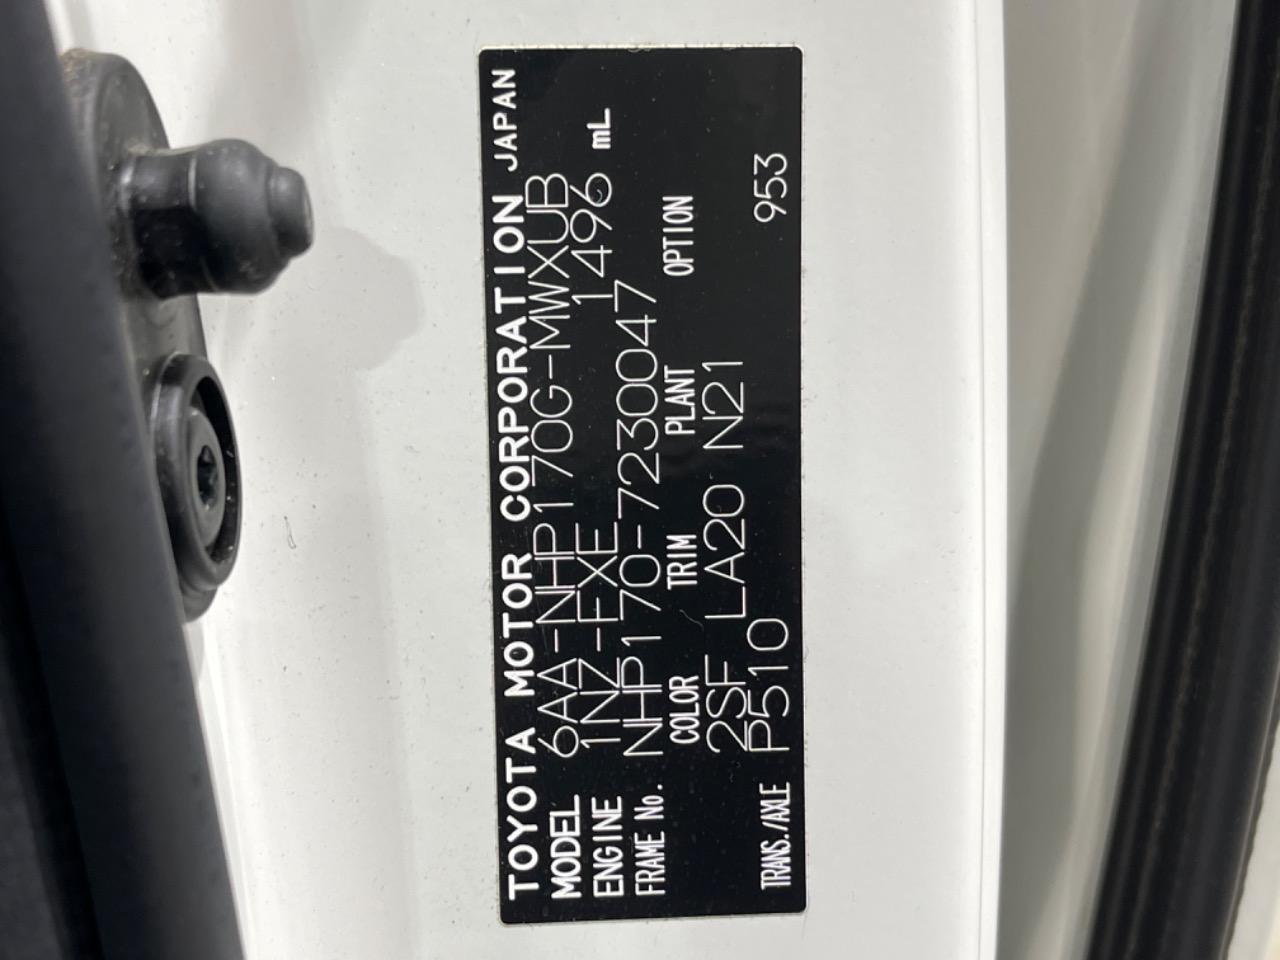 TOYOTA MOTOR CORPORATION JAPAN
MODEL 6AA-NHP170G-MWXUB
ENGINE 1NZ-FXE 1496 mL
FRAME No. NHP170-7230047
COLOR TRIM PLANT OPTION
2SF LA20 N21
TRANS./AXLE P510 953